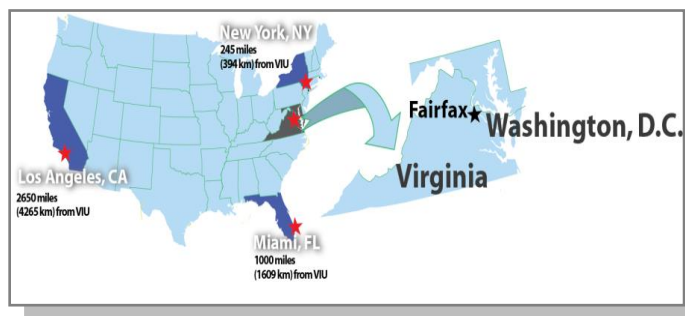 New York, NY
245 miles
(394 km) from VIU
Fairfax
Washington, D.C.
Virginia
Los Angeles, CA
2650 miles
(4265 km) from VIU
Miami, FL
1000 miles
(1609 km) from VIU